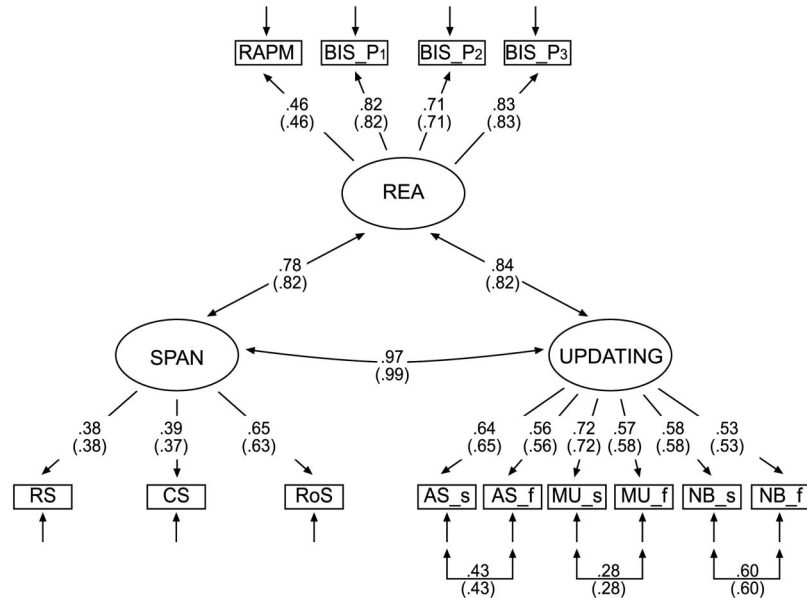 RAPM BIS_P1 BIS_P2 BIS_P3
.46 .82 .71 .83
(.46) (.82) (.71) (.83)
REA
.78 .84
(.82) (.82)
SPAN UPDATING
.97
(.99)
.38 .39 .65 .64 .56 .72 .57 .58 .53
(.38) (.37) (.63) (.65) (.56) (.72) (.58) (.58) (.53)
RS CS RoS AS_s AS_f MU_s MU_f NB_s NB_f
.43 .28 .60
(.43) (.28) (.60)